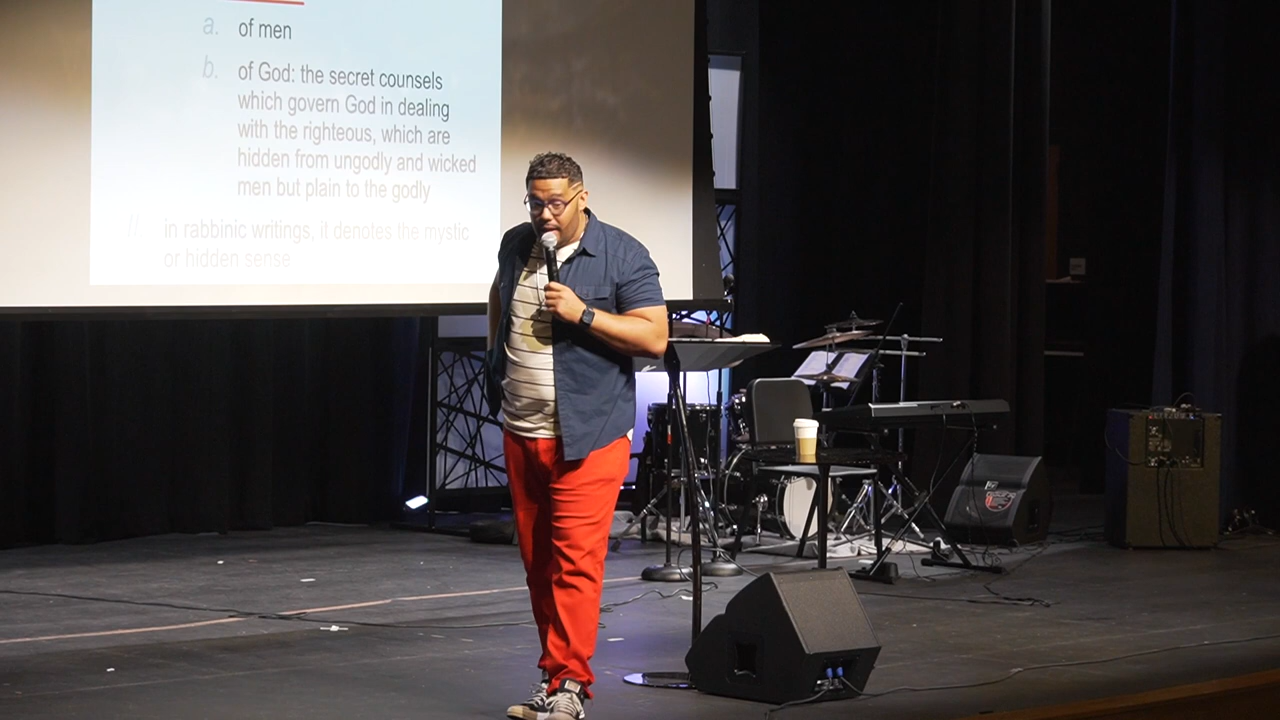 a. of men
b. of God: the secret counsels
which govern God in dealing
with the righteous, which are
hidden from ungodly and wicked
men but plain to the godly
II. in rabbinic writings, it denotes the mystic
or hidden sense